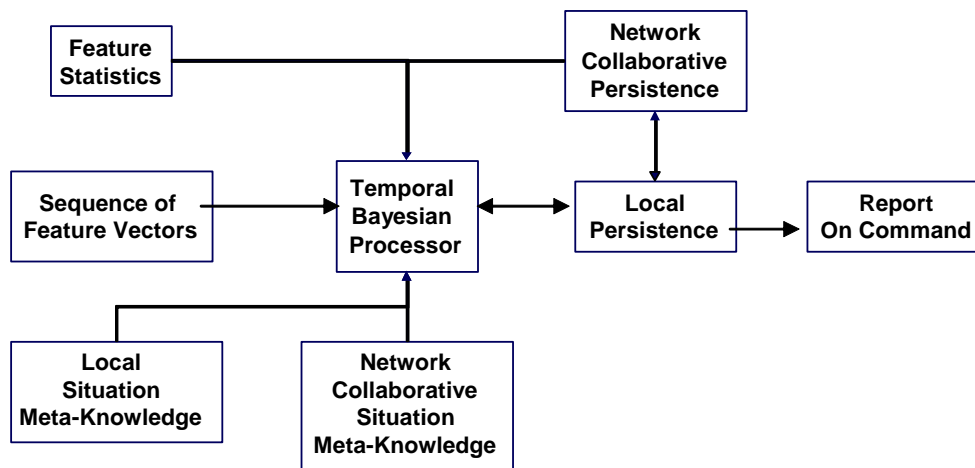 Feature
Statistics
Network
Collaborative
Persistence
Sequence of
Feature Vectors
Temporal
Bayesian
Processor
Local
Persistence
Report
On Command
Local
Situation
Meta-Knowledge
Network
Collaborative
Situation
Meta-Knowledge